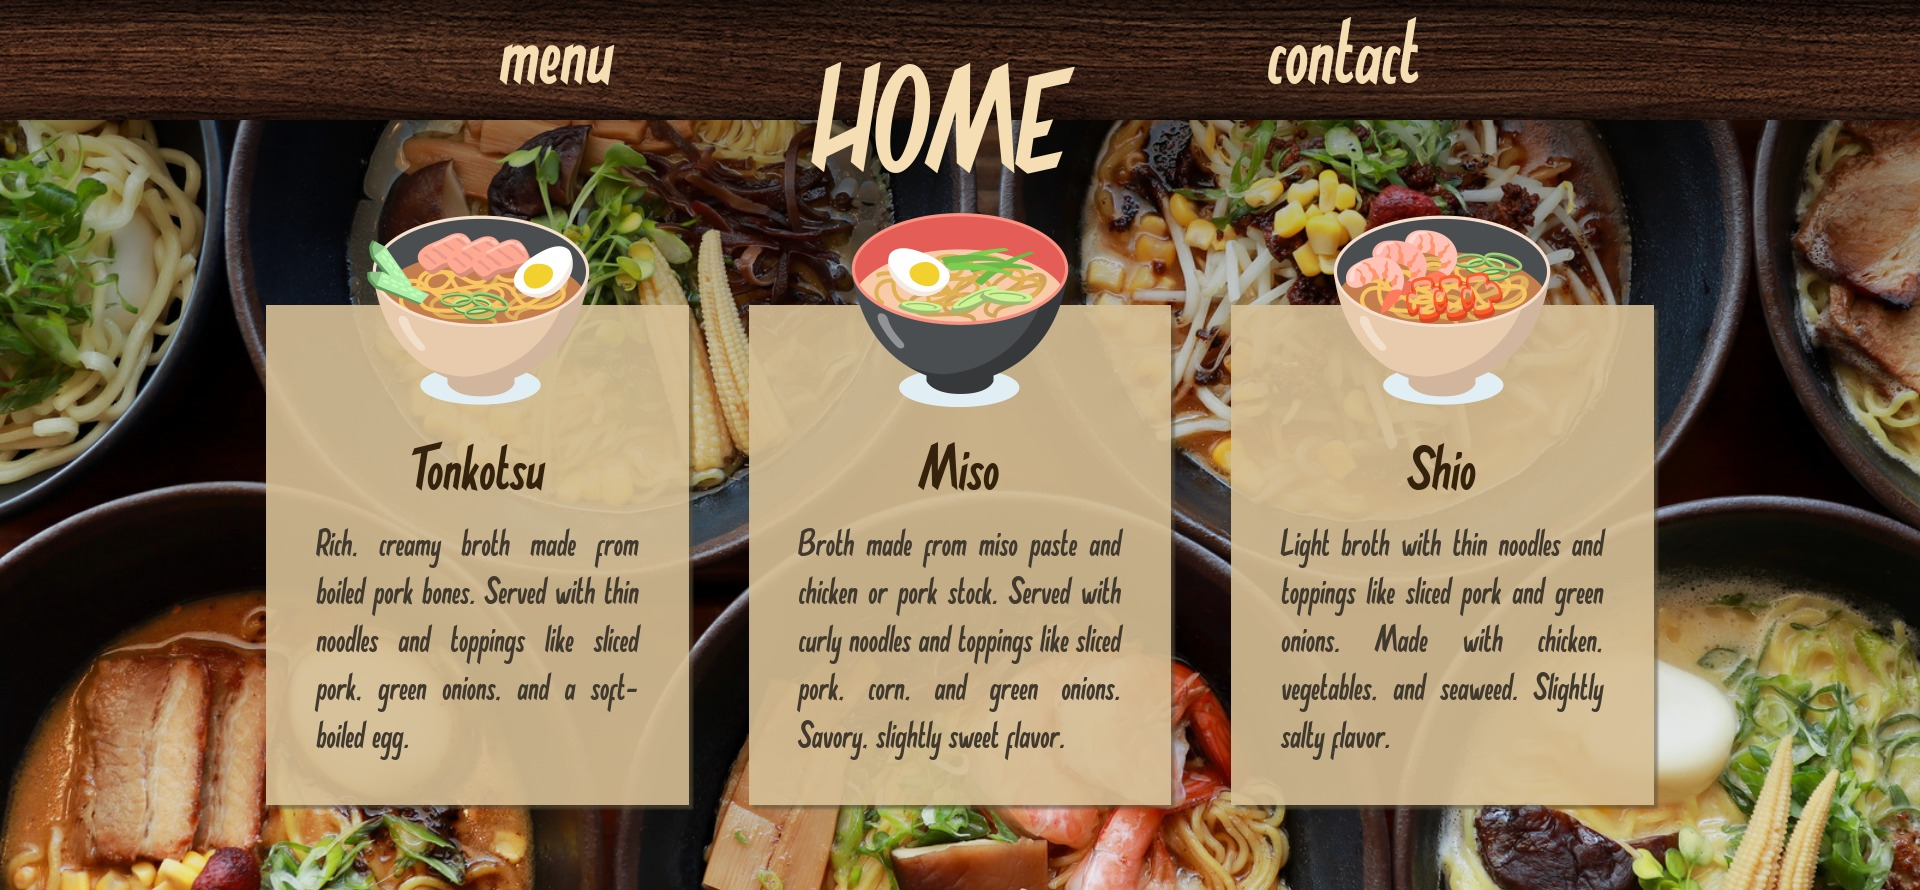 menu
HOME
contact
Tonkotsu
Rich, creamy broth made from
boiled pork bones. Served with thin
noodles and toppings like sliced
pork, green onions, and a soft-
boiled egg.
Miso
Broth made from miso paste and
chicken or pork stock. Served with
curly noodles and toppings like sliced
pork, corn, and green onions.
Savory, slightly sweet flavor.
Shio
Light broth with thin noodles and
toppings like sliced pork and green
onions. Made with chicken,
vegetables, and seaweed. Slightly
salty flavor.